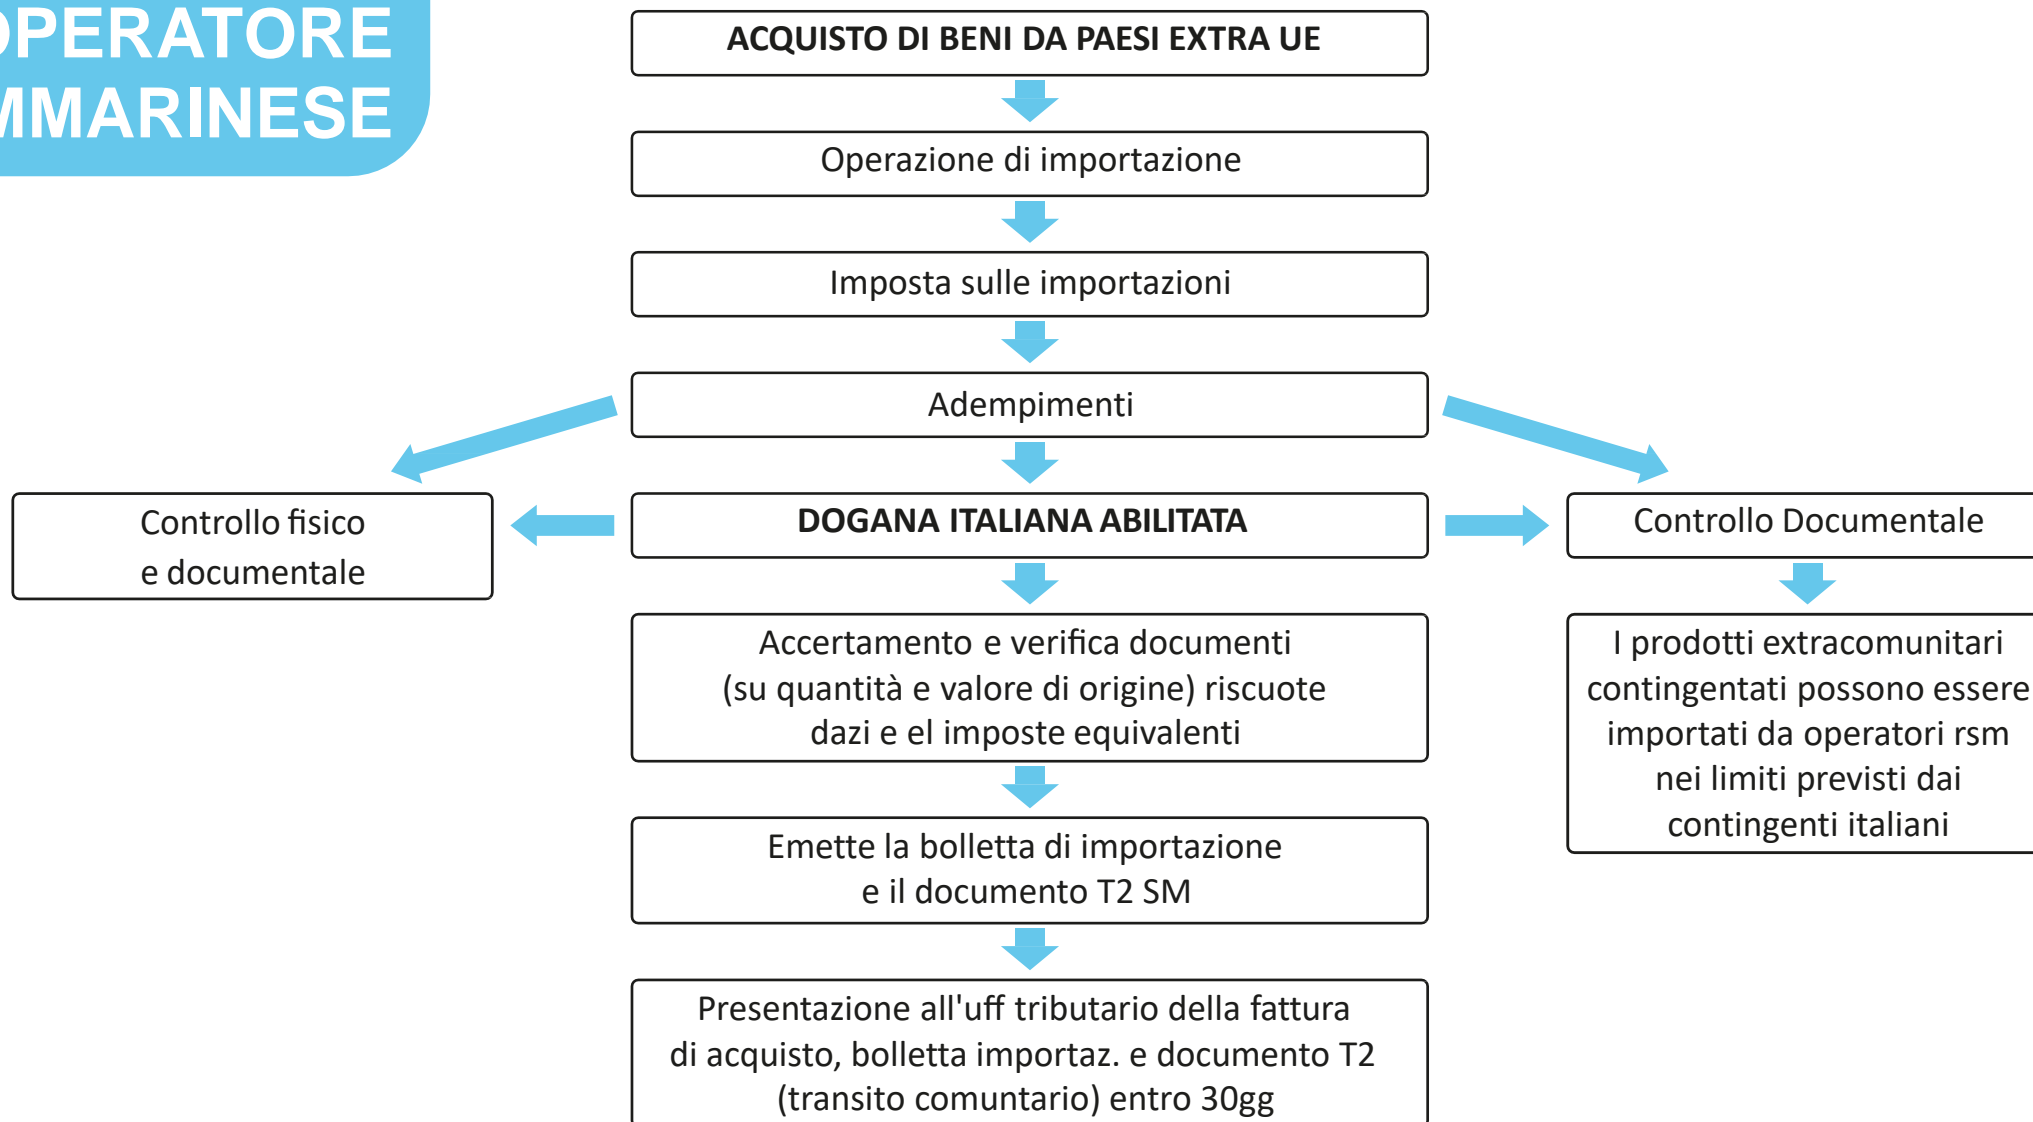 OPERATORE
MMARINESE
ACQUISTO DI BENI DA PAESI EXTRA UE
Operazione di importazione
Imposta sulle importazioni
Adempimenti
Controllo fisico
e documentale
DOGANA ITALIANA ABILITATA
Controllo Documentale
Accertamento e verifica documenti
(su quantità e valore di origine) riscuote
dazi e el imposte equivalenti
I prodotti extracomunitari
contingentati possono essere
importati da operatori rsm
nei limiti previsti dai
contingenti italiani
Emette la bolletta di importazione
e il documento T2 SM
Presentazione all'uff tributario della fattura
di acquisto, bolletta importaz. e documento T2
(transito comuntario) entro 30gg